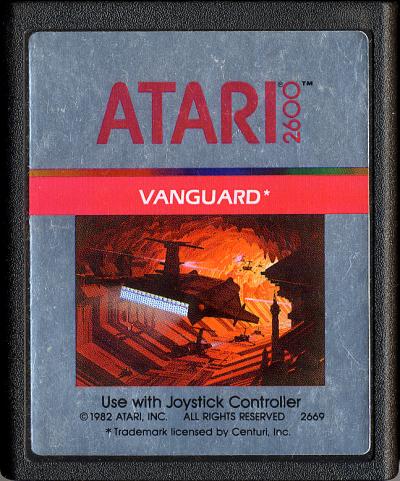 ATARI 2600™
VANGUARD*
Use with Joystick Controller
© 1982 ATARI, INC. ALL RIGHTS RESERVED 2669
* Trademark licensed by Centuri, Inc.